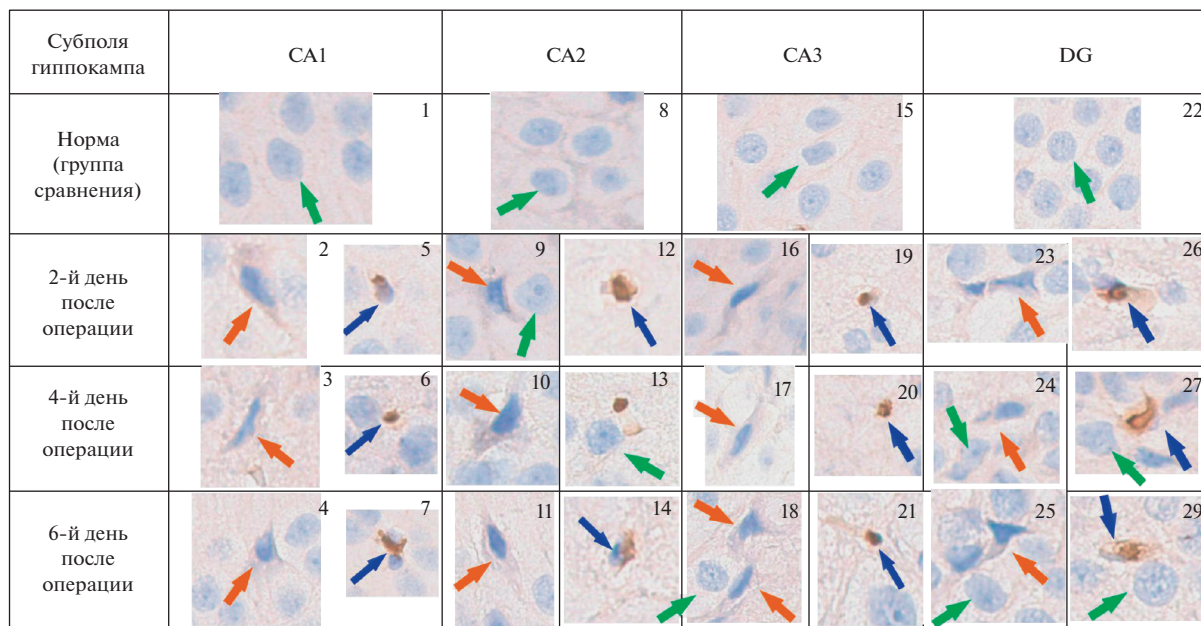 Субполя
гиппокампа
CA1
CA2
CA3
DG
Норма
(группа
сравнения)
1
8
15
22
2-й день
после
операции
2
5
9
12
16
19
23
26
4-й день
после
операции
3
6
10
13
17
20
24
27
6-й день
после
операции
4
7
11
14
18
21
25
29